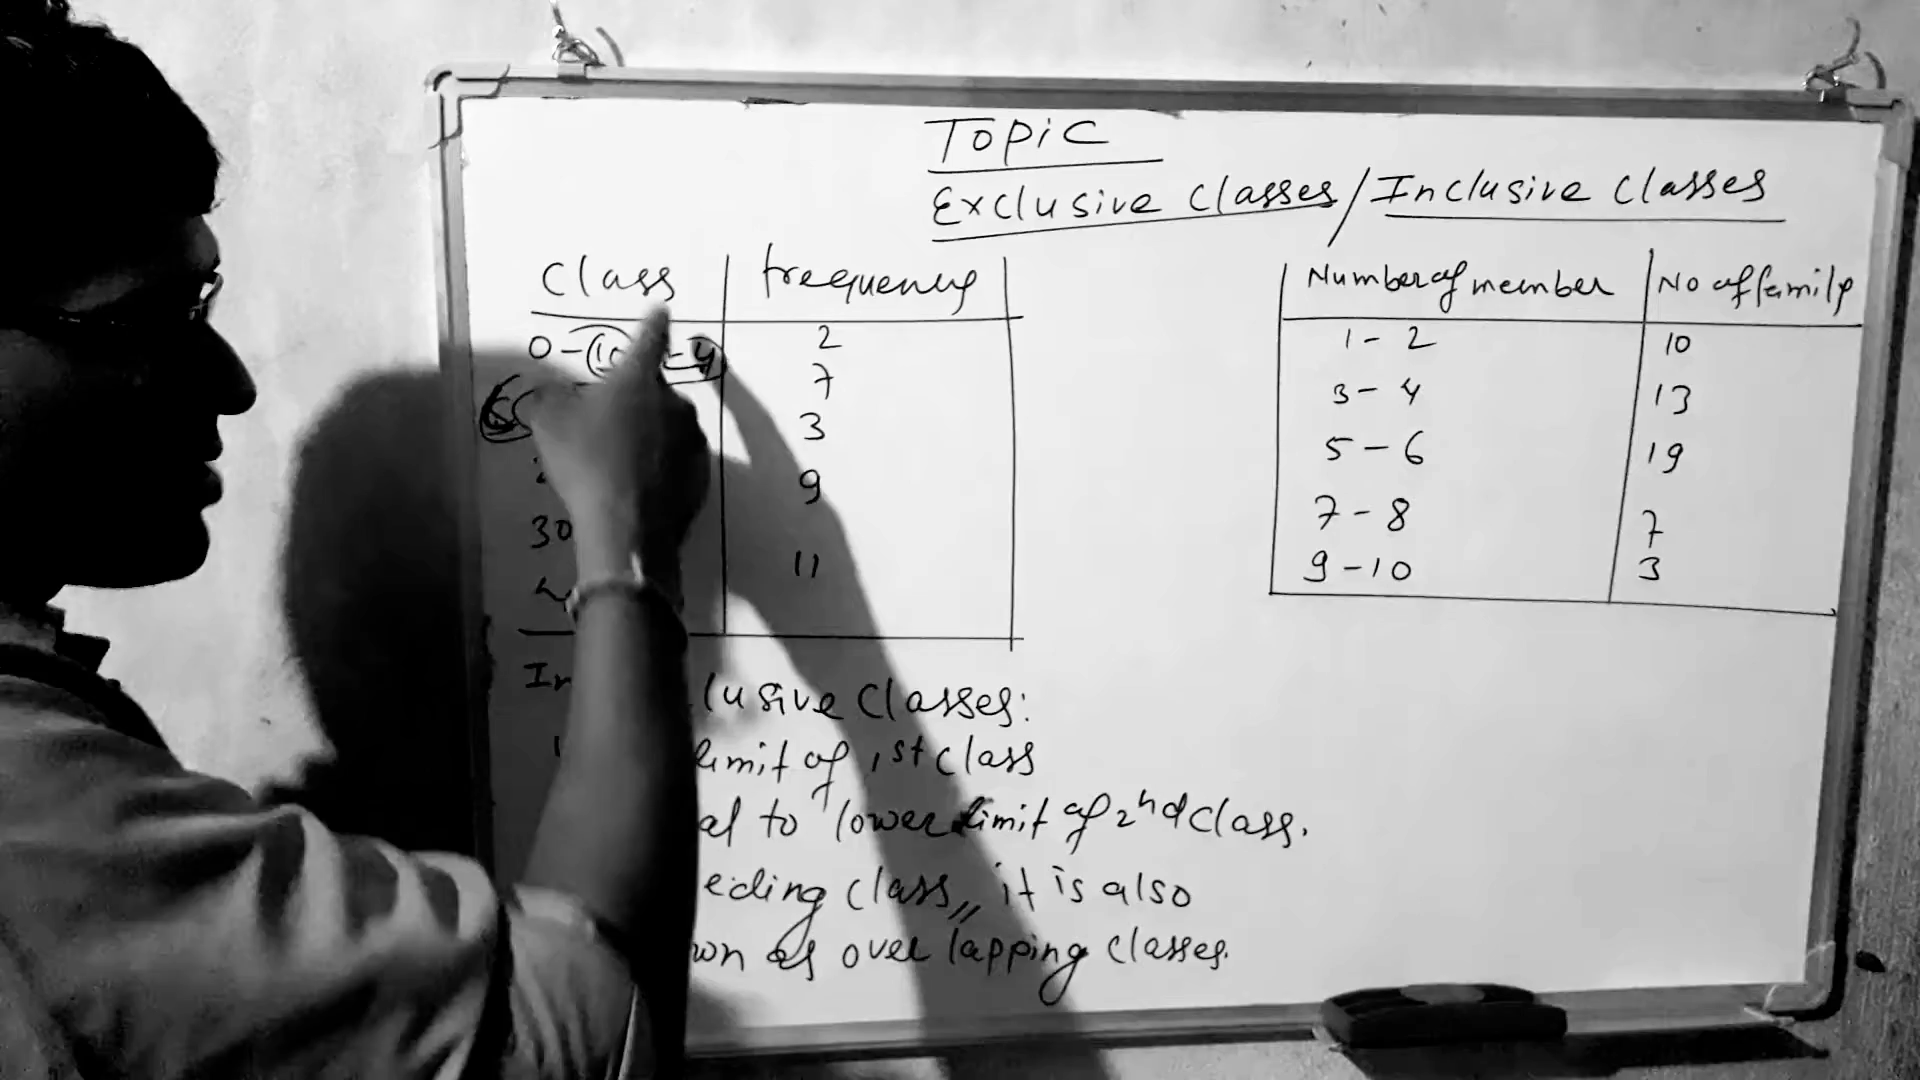 Topic
Exclusive Classes/Inclusive Classes
Class frequency
0-10 -4 2
7
3
9
30
11
lusive Classes:
limit of 1st class
al to lower limit of 2nd class.
eding class,, it is also
wn as over lapping classes.
Number of member No of family
1-2 10
3-4 13
5-6 19
7-8 7
9-10 3